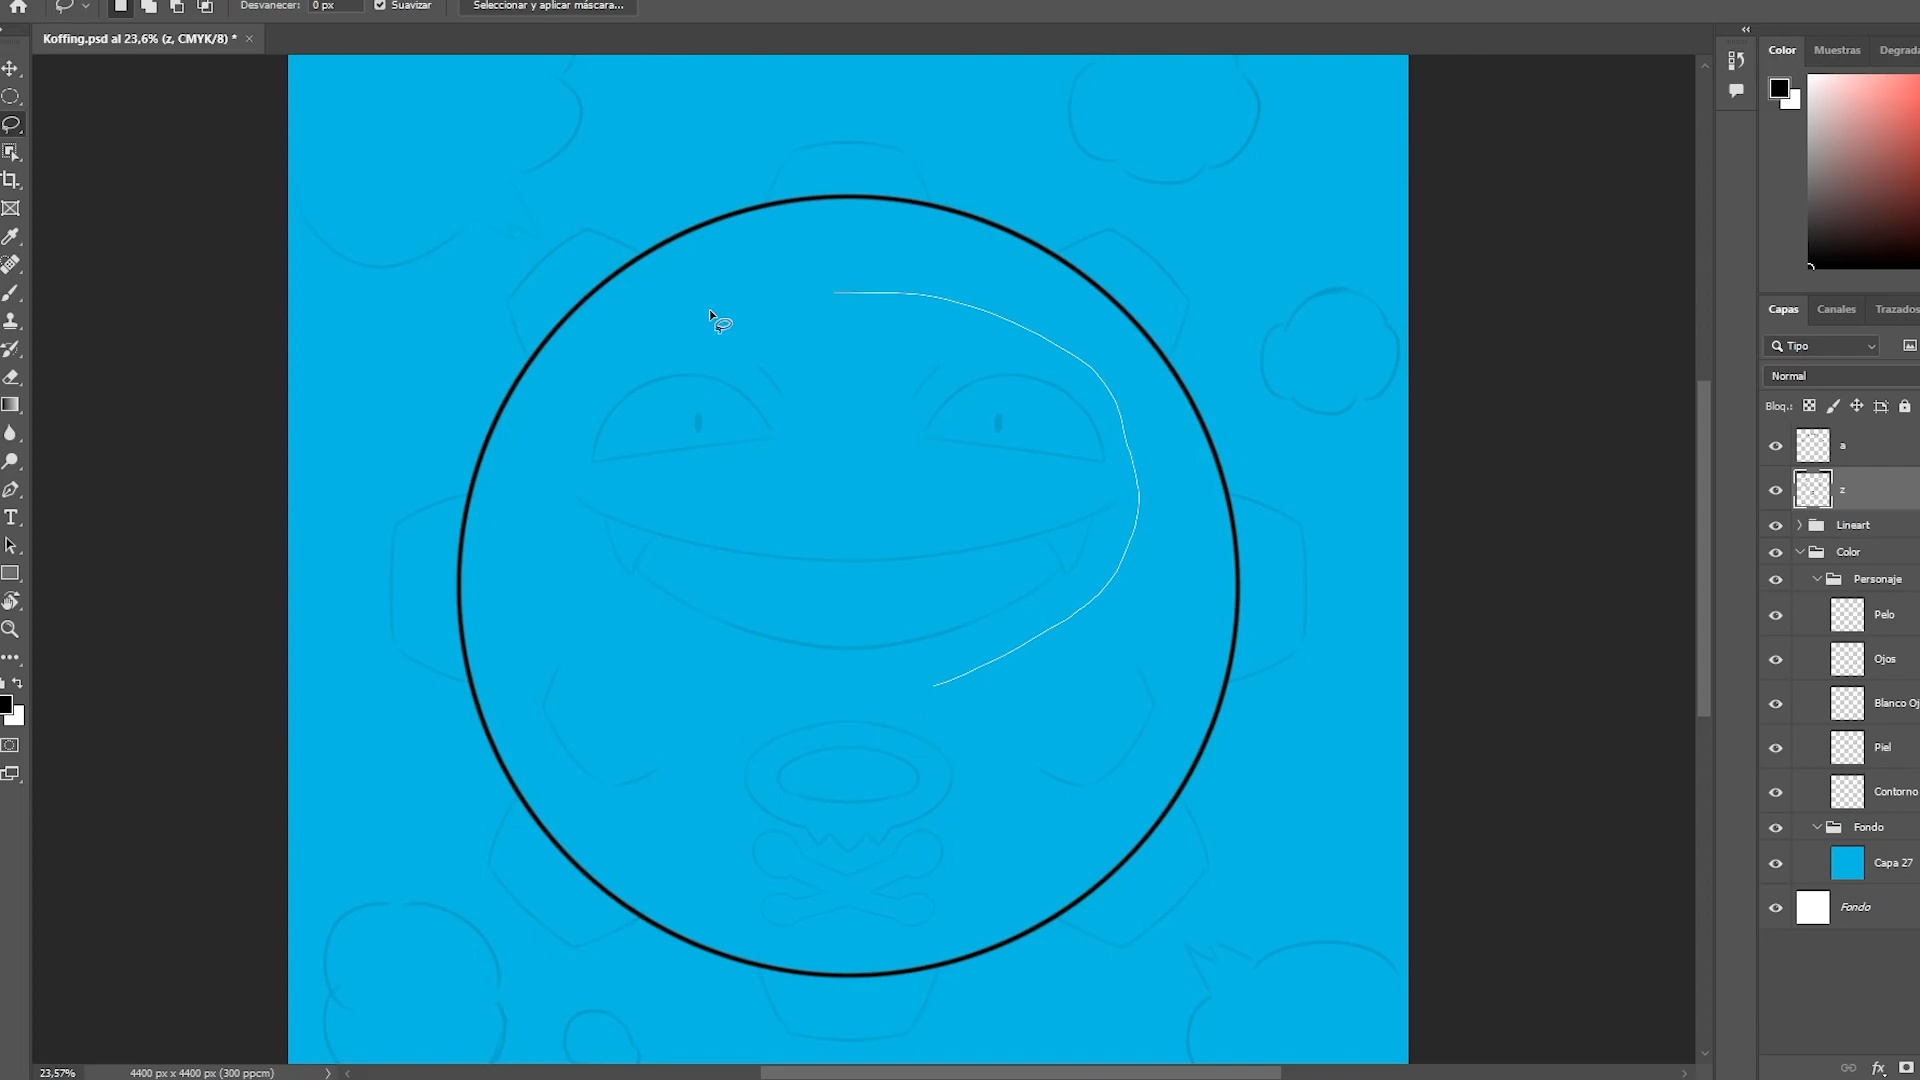 Desvanecer: 0 px Suavizar Seleccionar y aplicar máscara...
Koffing.psd al 23,6% (z, CMYK/8) *
Color Muestras Degrada
Capas Canales Trazados
Tipo
Normal
Bloq.:
a
z
Lineart
Color
Personaje
Pelo
Ojos
Blanco Oj
Piel
Contorno
Fondo
Capa 27
Fondo
23,57% 4400 px x 4400 px (300 ppcm)